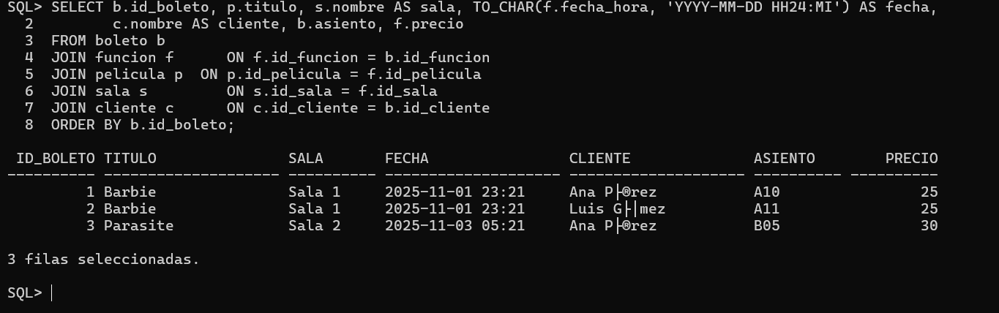 SQL> SELECT b.id_boleto, p.titulo, s.nombre AS sala, TO_CHAR(f.fecha_hora, 'YYYY-MM-DD HH24:MI') AS fecha,
  2         c.nombre AS cliente, b.asiento, f.precio
  3  FROM boleto b
  4  JOIN funcion f      ON f.id_funcion = b.id_funcion
  5  JOIN pelicula p  ON p.id_pelicula = f.id_pelicula
  6  JOIN sala s         ON s.id_sala = f.id_sala
  7  JOIN cliente c      ON c.id_cliente = b.id_cliente
  8  ORDER BY b.id_boleto;
 ID_BOLETO TITULO               SALA       FECHA                CLIENTE              ASIENTO        PRECIO
---------- -------------------- ---------- -------------------- -------------------- ---------- ----------
         1 Barbie               Sala 1     2025-11-01 23:21     Ana P├®rez           A10                25
         2 Barbie               Sala 1     2025-11-01 23:21     Luis G├│mez          A11                25
         3 Parasite             Sala 2     2025-11-03 05:21     Ana P├®rez           B05                30
3 filas seleccionadas.
SQL>